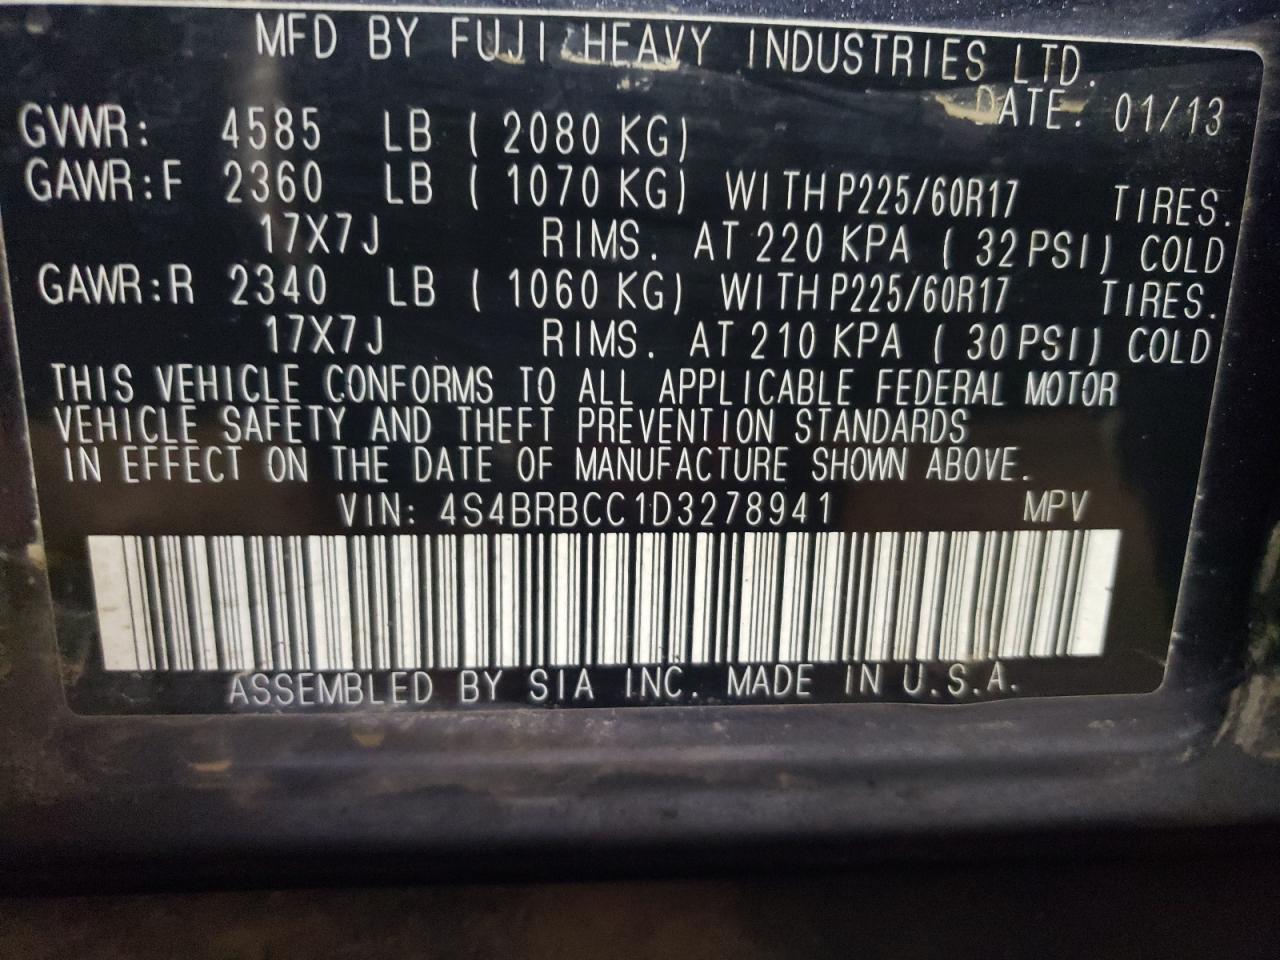 MFD BY FUJI HEAVY INDUSTRIES LTD.
DATE: 01/13
GVWR: 4585 LB ( 2080 KG)
GAWR:F 2360 LB ( 1070 KG) WITH P225/60R17 TIRES.
17X7J RIMS. AT 220 KPA ( 32 PSI) COLD
GAWR:R 2340 LB ( 1060 KG) WITH P225/60R17 TIRES.
17X7J RIMS. AT 210 KPA ( 30 PSI) COLD
THIS VEHICLE CONFORMS TO ALL APPLICABLE FEDERAL MOTOR
VEHICLE SAFETY AND THEFT PREVENTION STANDARDS
IN EFFECT ON THE DATE OF MANUFACTURE SHOWN ABOVE.
VIN: 4S4BRBCC1D3278941 MPV
ASSEMBLED BY SIA INC. MADE IN U.S.A.